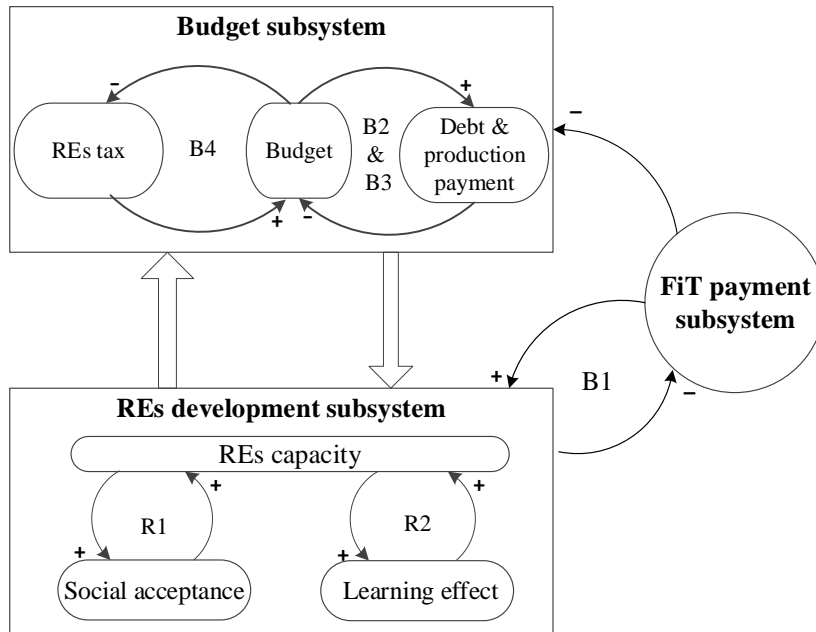 Budget subsystem
−
+
REs tax
B4
Budget
B2
&
B3
Debt &
production
payment
−
+
−
FiT payment
subsystem
+
B1
−
REs development subsystem
REs capacity
+
+
R1
R2
+
+
Social acceptance
Learning effect